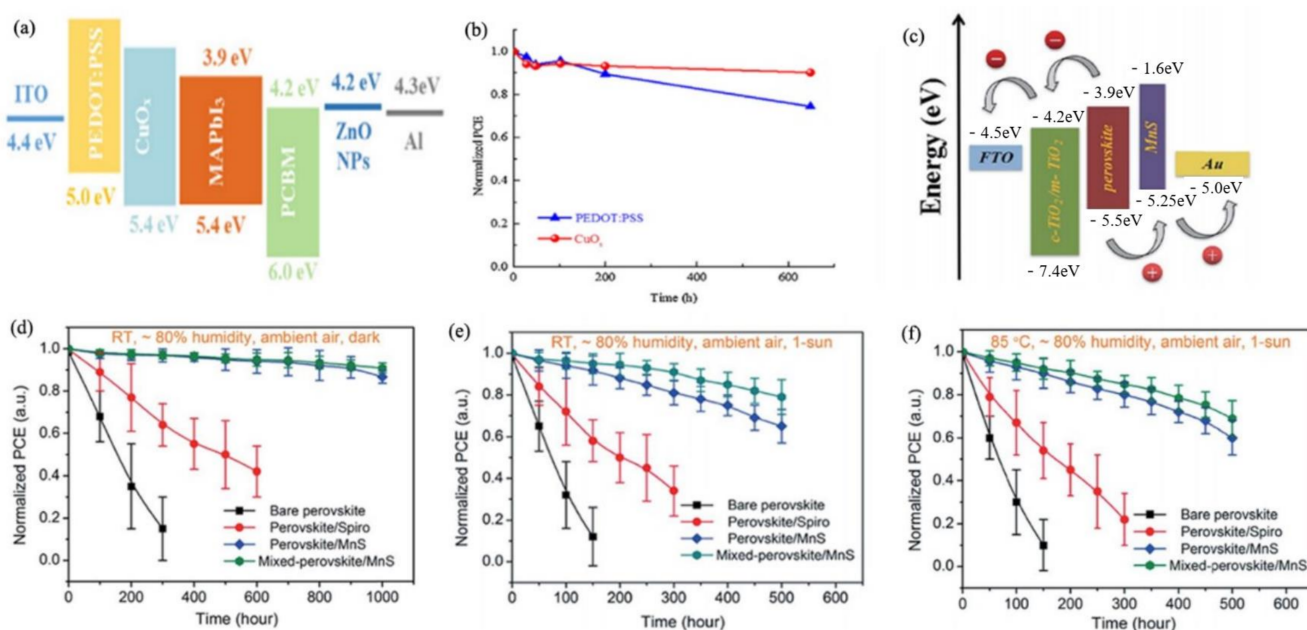 (a)
PEDOT:PSS
CuOₓ
3.9 eV
ITO
4.4 eV
MAPbI₃
4.2 eV
PCBM
4.2 eV
ZnO
NPs
4.3eV
Al
5.0 eV
5.4 eV
5.4 eV
6.0 eV
(b)
Normalized PCE
1.0
0.8
0.6
0.4
0.2
0.0
PEDOT:PSS
CuOₓ
0
200
400
600
Time (h)
(c)
Energy (eV)
- 1.6eV
- 3.9eV
- 4.2eV
- 4.5eV
FTO
c-TiO₂/m- TiO₂
perovskite
MnS
Au
- 5.0eV
- 5.25eV
- 5.5eV
- 7.4eV
(d)
RT, ~ 80% humidity, ambient air, dark
Normalized PCE (a.u.)
1.0
0.8
0.6
0.4
0.2
0.0
Bare perovskite
Perovskite/Spiro
Perovskite/MnS
Mixed-perovskite/MnS
0 200 400 600 800 1000
Time (hour)
(e)
RT, ~ 80% humidity, ambient air, 1-sun
Normalized PCE (a.u.)
1.0
0.8
0.6
0.4
0.2
0.0
Bare perovskite
Perovskite/Spiro
Perovskite/MnS
Mixed-perovskite/MnS
0 100 200 300 400 500 600
Time (hour)
(f)
85 °C, ~ 80% humidity, ambient air, 1-sun
Normalized PCE (a.u.)
1.0
0.8
0.6
0.4
0.2
0.0
Bare perovskite
Perovskite/Spiro
Perovskite/MnS
Mixed-perovskite/MnS
0 100 200 300 400 500 600
Time (hour)